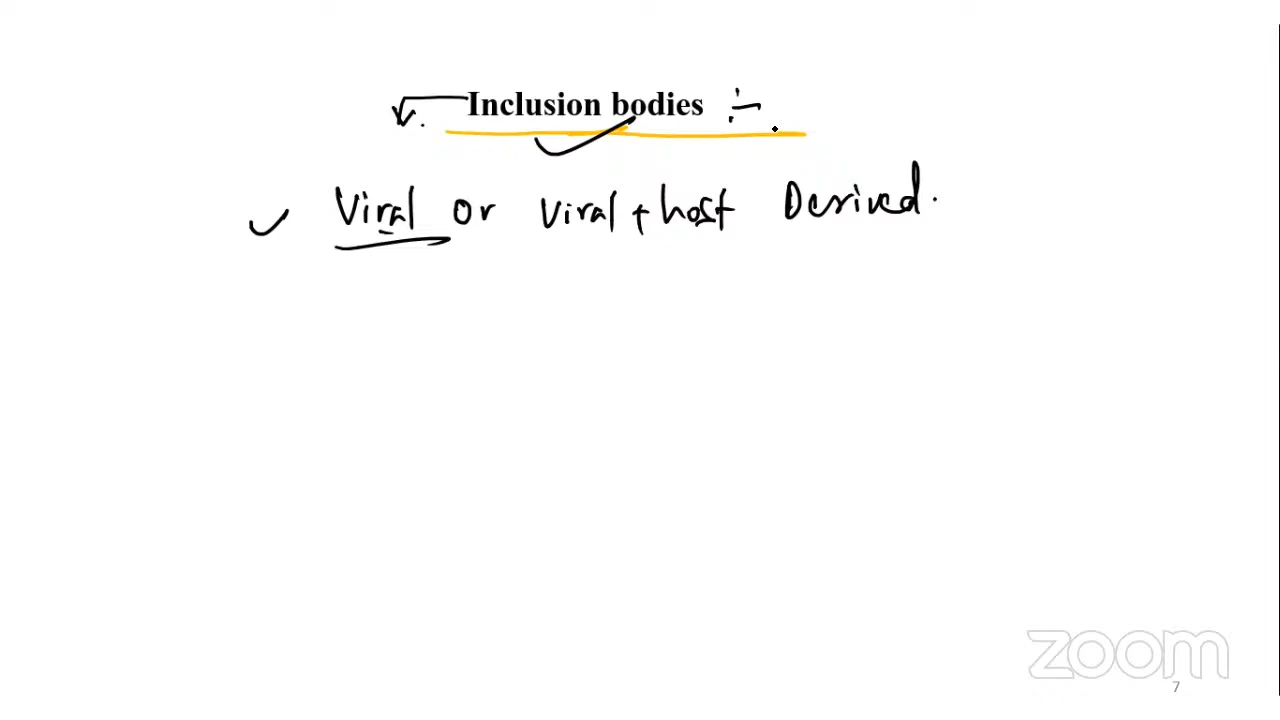 Inclusion bodies :-
Viral or Viral + host Derived.
zoom
7